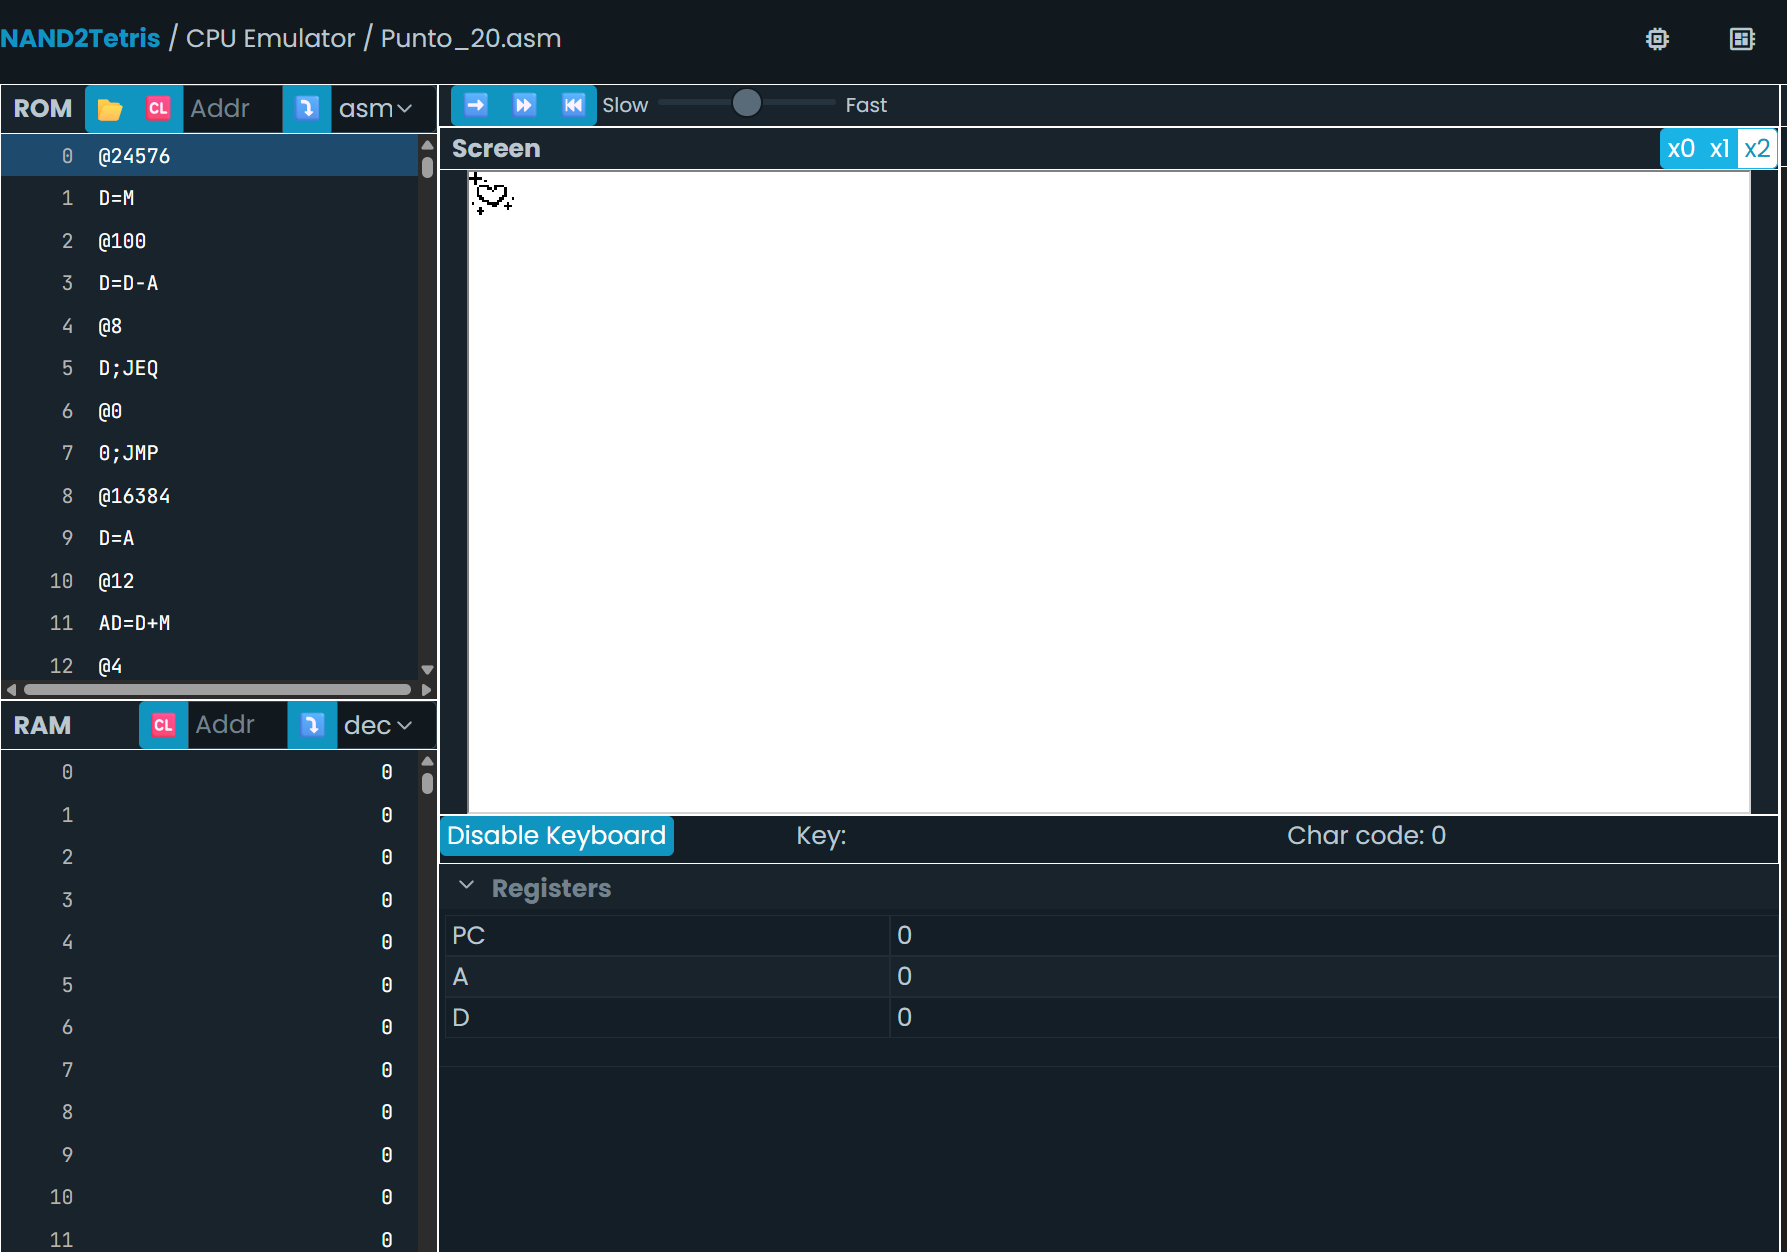 NAND2Tetris / CPU Emulator / Punto_20.asm
ROM CL Addr asm
0 @24576
1 D=M
2 @100
3 D=D-A
4 @8
5 D;JEQ
6 @0
7 0;JMP
8 @16384
9 D=A
10 @12
11 AD=D+M
12 @4
RAM CL Addr dec
0 0
1 0
2 0
3 0
4 0
5 0
6 0
7 0
8 0
9 0
10 0
11 0
Slow Fast
Screen x0 x1 x2
Disable Keyboard Key: Char code: 0
Registers
PC 0
A 0
D 0